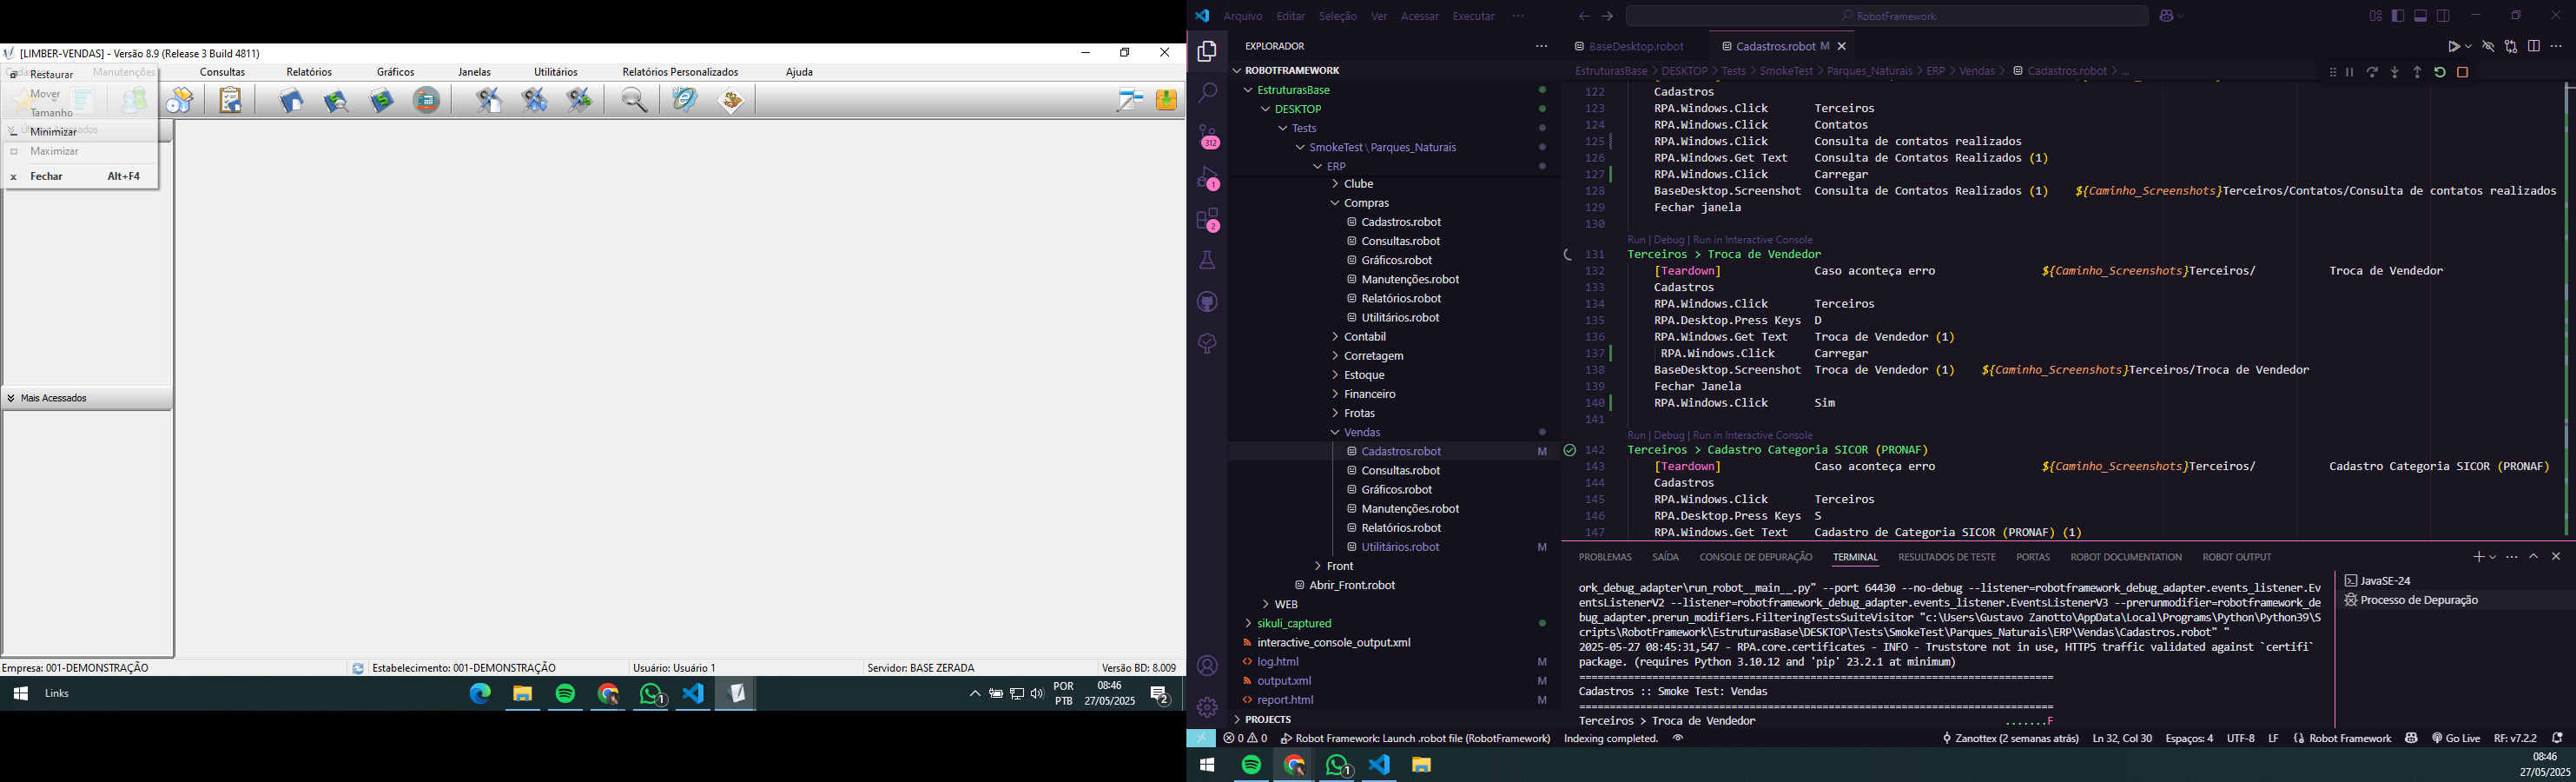 [LIMBER-VENDAS] - Versão 8.9 (Release 3 Build 4811)
Manutenções Consultas Relatórios Gráficos Janelas Utilitários Relatórios Personalizados Ajuda
Restaurar
Mover
Tamanho
Minimizar
Maximizar
Fechar Alt+F4
Mais Acessados
Empresa: 001-DEMONSTRAÇÃO Estabelecimento: 001-DEMONSTRAÇÃO Usuário: Usuário 1 Servidor: BASE ZERADA Versão BD: 8.009
Links
1
POR
PTB
08:46
27/05/2025
2
Arquivo Editar Seleção Ver Acessar Executar ···
RobotFramework
EXPLORADOR
ROBOTFRAMEWORK
EstruturasBase
DESKTOP
Tests
SmokeTest\Parques_Naturais
ERP
Clube
Compras
Cadastros.robot
Consultas.robot
Gráficos.robot
Manutenções.robot
Relatórios.robot
Utilitários.robot
Contabil
Corretagem
Estoque
Financeiro
Frotas
Vendas
Cadastros.robot M
Consultas.robot
Gráficos.robot
Manutenções.robot
Relatórios.robot
Utilitários.robot M
Front
Abrir_Front.robot
WEB
sikuli_captured
interactive_console_output.xml
log.html M
output.xml M
report.html M
PROJECTS
312
1
2
BaseDesktop.robot Cadastros.robot M
EstruturasBase > DESKTOP > Tests > SmokeTest > Parques_Naturais > ERP > Vendas > Cadastros.robot > ...
122 Cadastros
123 RPA.Windows.Click Terceiros
124 RPA.Windows.Click Contatos
125 RPA.Windows.Click Consulta de contatos realizados
126 RPA.Windows.Get Text Consulta de Contatos Realizados (1)
127 RPA.Windows.Click Carregar
128 BaseDesktop.Screenshot Consulta de Contatos Realizados (1) ${Caminho_Screenshots}Terceiros/Contatos/Consulta de contatos realizados
129 Fechar janela
130
Run | Debug | Run in Interactive Console
131 Terceiros > Troca de Vendedor
132 [Teardown] Caso aconteça erro ${Caminho_Screenshots}Terceiros/ Troca de Vendedor
133 Cadastros
134 RPA.Windows.Click Terceiros
135 RPA.Desktop.Press Keys D
136 RPA.Windows.Get Text Troca de Vendedor (1)
137 RPA.Windows.Click Carregar
138 BaseDesktop.Screenshot Troca de Vendedor (1) ${Caminho_Screenshots}Terceiros/Troca de Vendedor
139 Fechar Janela
140 RPA.Windows.Click Sim
141
Run | Debug | Run in Interactive Console
142 Terceiros > Cadastro Categoria SICOR (PRONAF)
143 [Teardown] Caso aconteça erro ${Caminho_Screenshots}Terceiros/ Cadastro Categoria SICOR (PRONAF)
144 Cadastros
145 RPA.Windows.Click Terceiros
146 RPA.Desktop.Press Keys S
147 RPA.Windows.Get Text Cadastro de Categoria SICOR (PRONAF) (1)
PROBLEMAS SAÍDA CONSOLE DE DEPURAÇÃO TERMINAL RESULTADOS DE TESTE PORTAS ROBOT DOCUMENTATION ROBOT OUTPUT
ork_debug_adapter\run_robot__main__.py" --port 64430 --no-debug --listener=robotframework_debug_adapter.events_listener.Ev
entsListenerV2 --listener=robotframework_debug_adapter.events_listener.EventsListenerV3 --prerunmodifier=robotframework_de
bug_adapter.prerun_modifiers.FilteringTestsSuiteVisitor "c:\Users\Gustavo Zanotto\AppData\Local\Programs\Python\Python39\S
cripts\RobotFramework\EstruturasBase\DESKTOP\Tests\SmokeTest\Parques_Naturais\ERP\Vendas\Cadastros.robot" "
2025-05-27 08:45:31,547 - RPA.core.certificates - INFO - Truststore not in use, HTTPS traffic validated against `certifi`
package. (requires Python 3.10.12 and 'pip' 23.2.1 at minimum)
==============================================================================
Cadastros :: Smoke Test: Vendas
==============================================================================
Terceiros > Troca de Vendedor .......F
JavaSE-24
Processo de Depuração
0 0 Robot Framework: Launch .robot file (RobotFramework) Indexing completed. Zanottex (2 semanas atrás) Ln 32, Col 30 Espaços: 4 UTF-8 LF Robot Framework Go Live RF: v7.2.2
1
08:46
27/05/2025